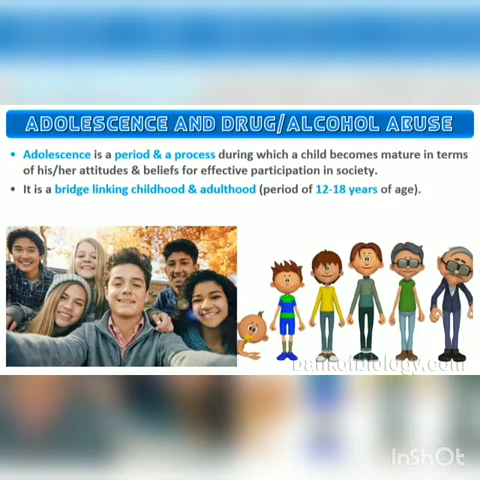 ADOLESCENCE AND DRUG/ALCOHOL ABUSE
• Adolescence is a period & a process during which a child becomes mature in terms
of his/her attitudes & beliefs for effective participation in society.
• It is a bridge linking childhood & adulthood (period of 12-18 years of age).
bankofbiology.com
InShOt